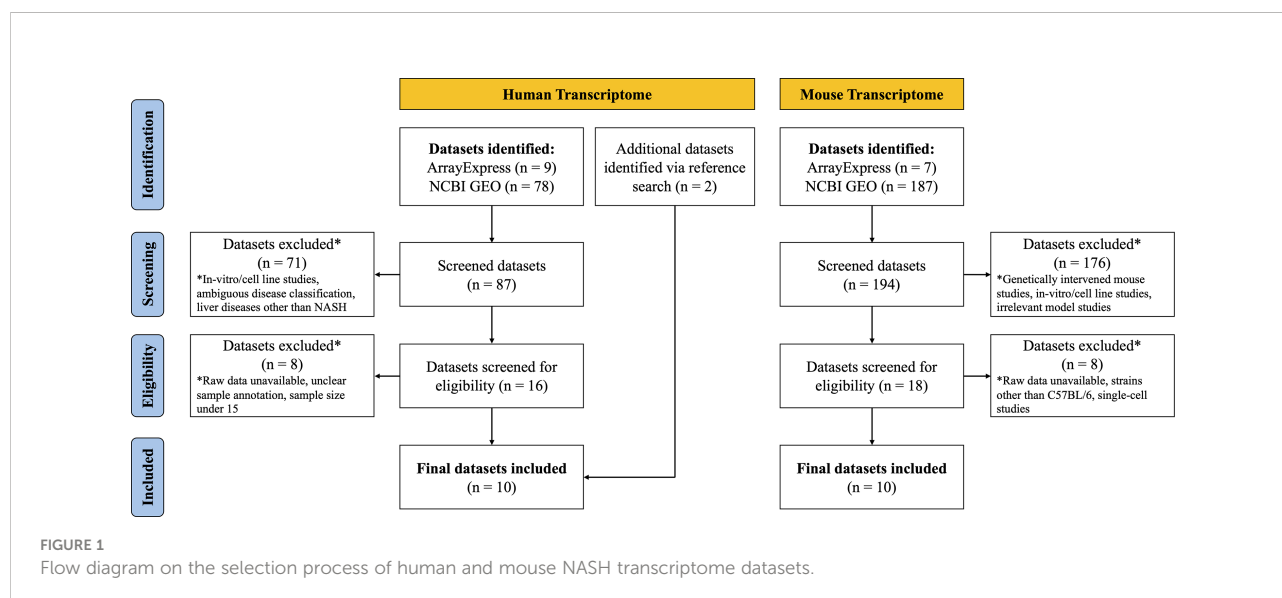 Human Transcriptome
Mouse Transcriptome
Identification
Datasets identified:
ArrayExpress (n = 9)
NCBI GEO (n = 78)
Additional datasets
identified via reference
search (n = 2)
Datasets identified:
ArrayExpress (n = 7)
NCBI GEO (n = 187)
Screening
Datasets excluded*
(n = 71)
*In-vitro/cell line studies,
ambiguous disease classification,
liver diseases other than NASH
Screened datasets
(n = 87)
Screened datasets
(n = 194)
Datasets excluded*
(n = 176)
*Genetically intervened mouse
studies, in-vitro/cell line studies,
irrelevant model studies
Eligibility
Datasets excluded*
(n = 8)
*Raw data unavailable, unclear
sample annotation, sample size
under 15
Datasets screened for
eligibility (n = 16)
Datasets screened for
eligibility (n = 18)
Datasets excluded*
(n = 8)
*Raw data unavailable, strains
other than C57BL/6, single-cell
studies
Included
Final datasets included
(n = 10)
Final datasets included
(n = 10)
FIGURE 1
Flow diagram on the selection process of human and mouse NASH transcriptome datasets.